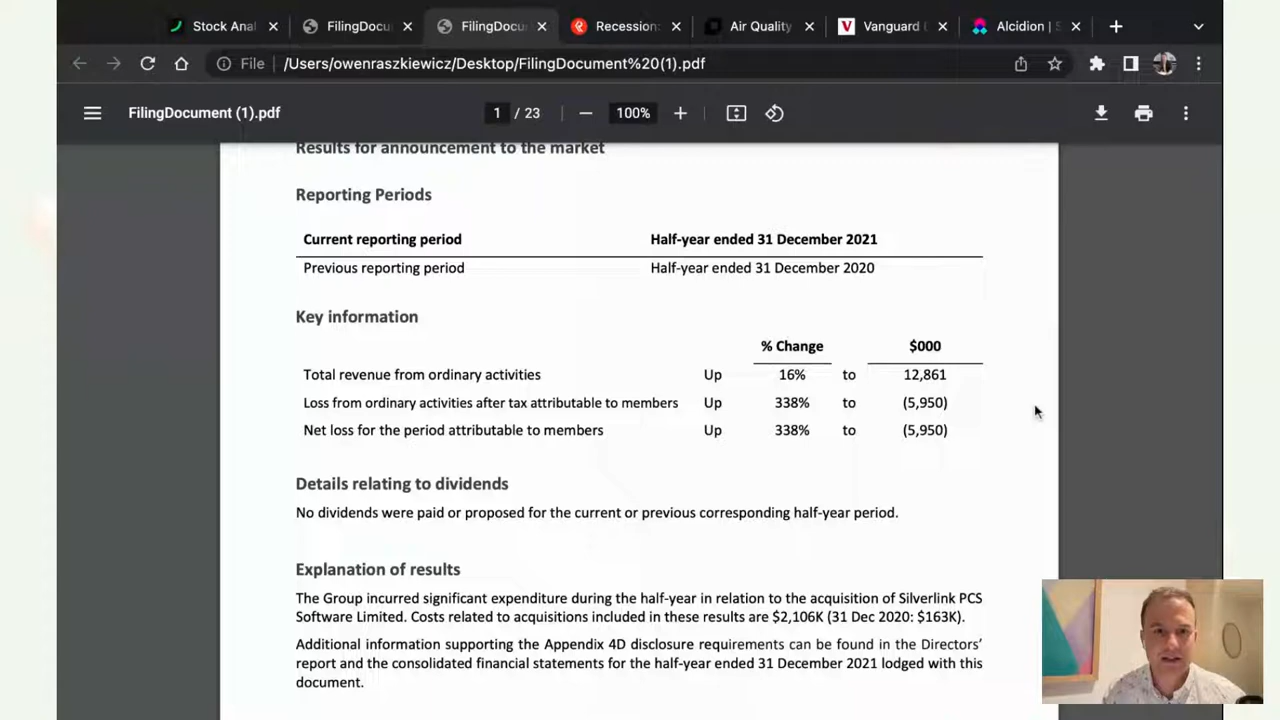 Stock Anal
FilingDocu
FilingDocu
Recession
Air Quality
Vanguard
Alcidion | S
File | /Users/owenraszkiewicz/Desktop/FilingDocument%20(1).pdf
FilingDocument (1).pdf
1 / 23
100%
Results for announcement to the market
Reporting Periods
Current reporting period Half-year ended 31 December 2021
Previous reporting period Half-year ended 31 December 2020
Key information
% Change $000
Total revenue from ordinary activities Up 16% to 12,861
Loss from ordinary activities after tax attributable to members Up 338% to (5,950)
Net loss for the period attributable to members Up 338% to (5,950)
Details relating to dividends
No dividends were paid or proposed for the current or previous corresponding half-year period.
Explanation of results
The Group incurred significant expenditure during the half-year in relation to the acquisition of Silverlink PCS
Software Limited. Costs related to acquisitions included in these results are $2,106K (31 Dec 2020: $163K).
Additional information supporting the Appendix 4D disclosure requirements can be found in the Directors'
report and the consolidated financial statements for the half-year ended 31 December 2021 lodged with this
document.